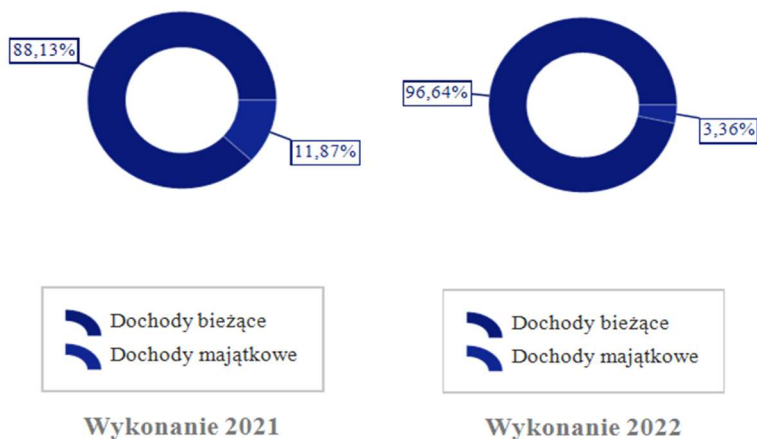 88,13%
11,87%
Dochody bieżące
Dochody majątkowe
Wykonanie 2021
96,64%
3,36%
Dochody bieżące
Dochody majątkowe
Wykonanie 2022